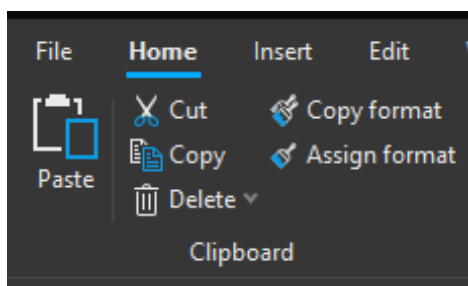 File Home Insert Edit
Cut Copy format
Copy Assign format
Paste
Delete
Clipboard